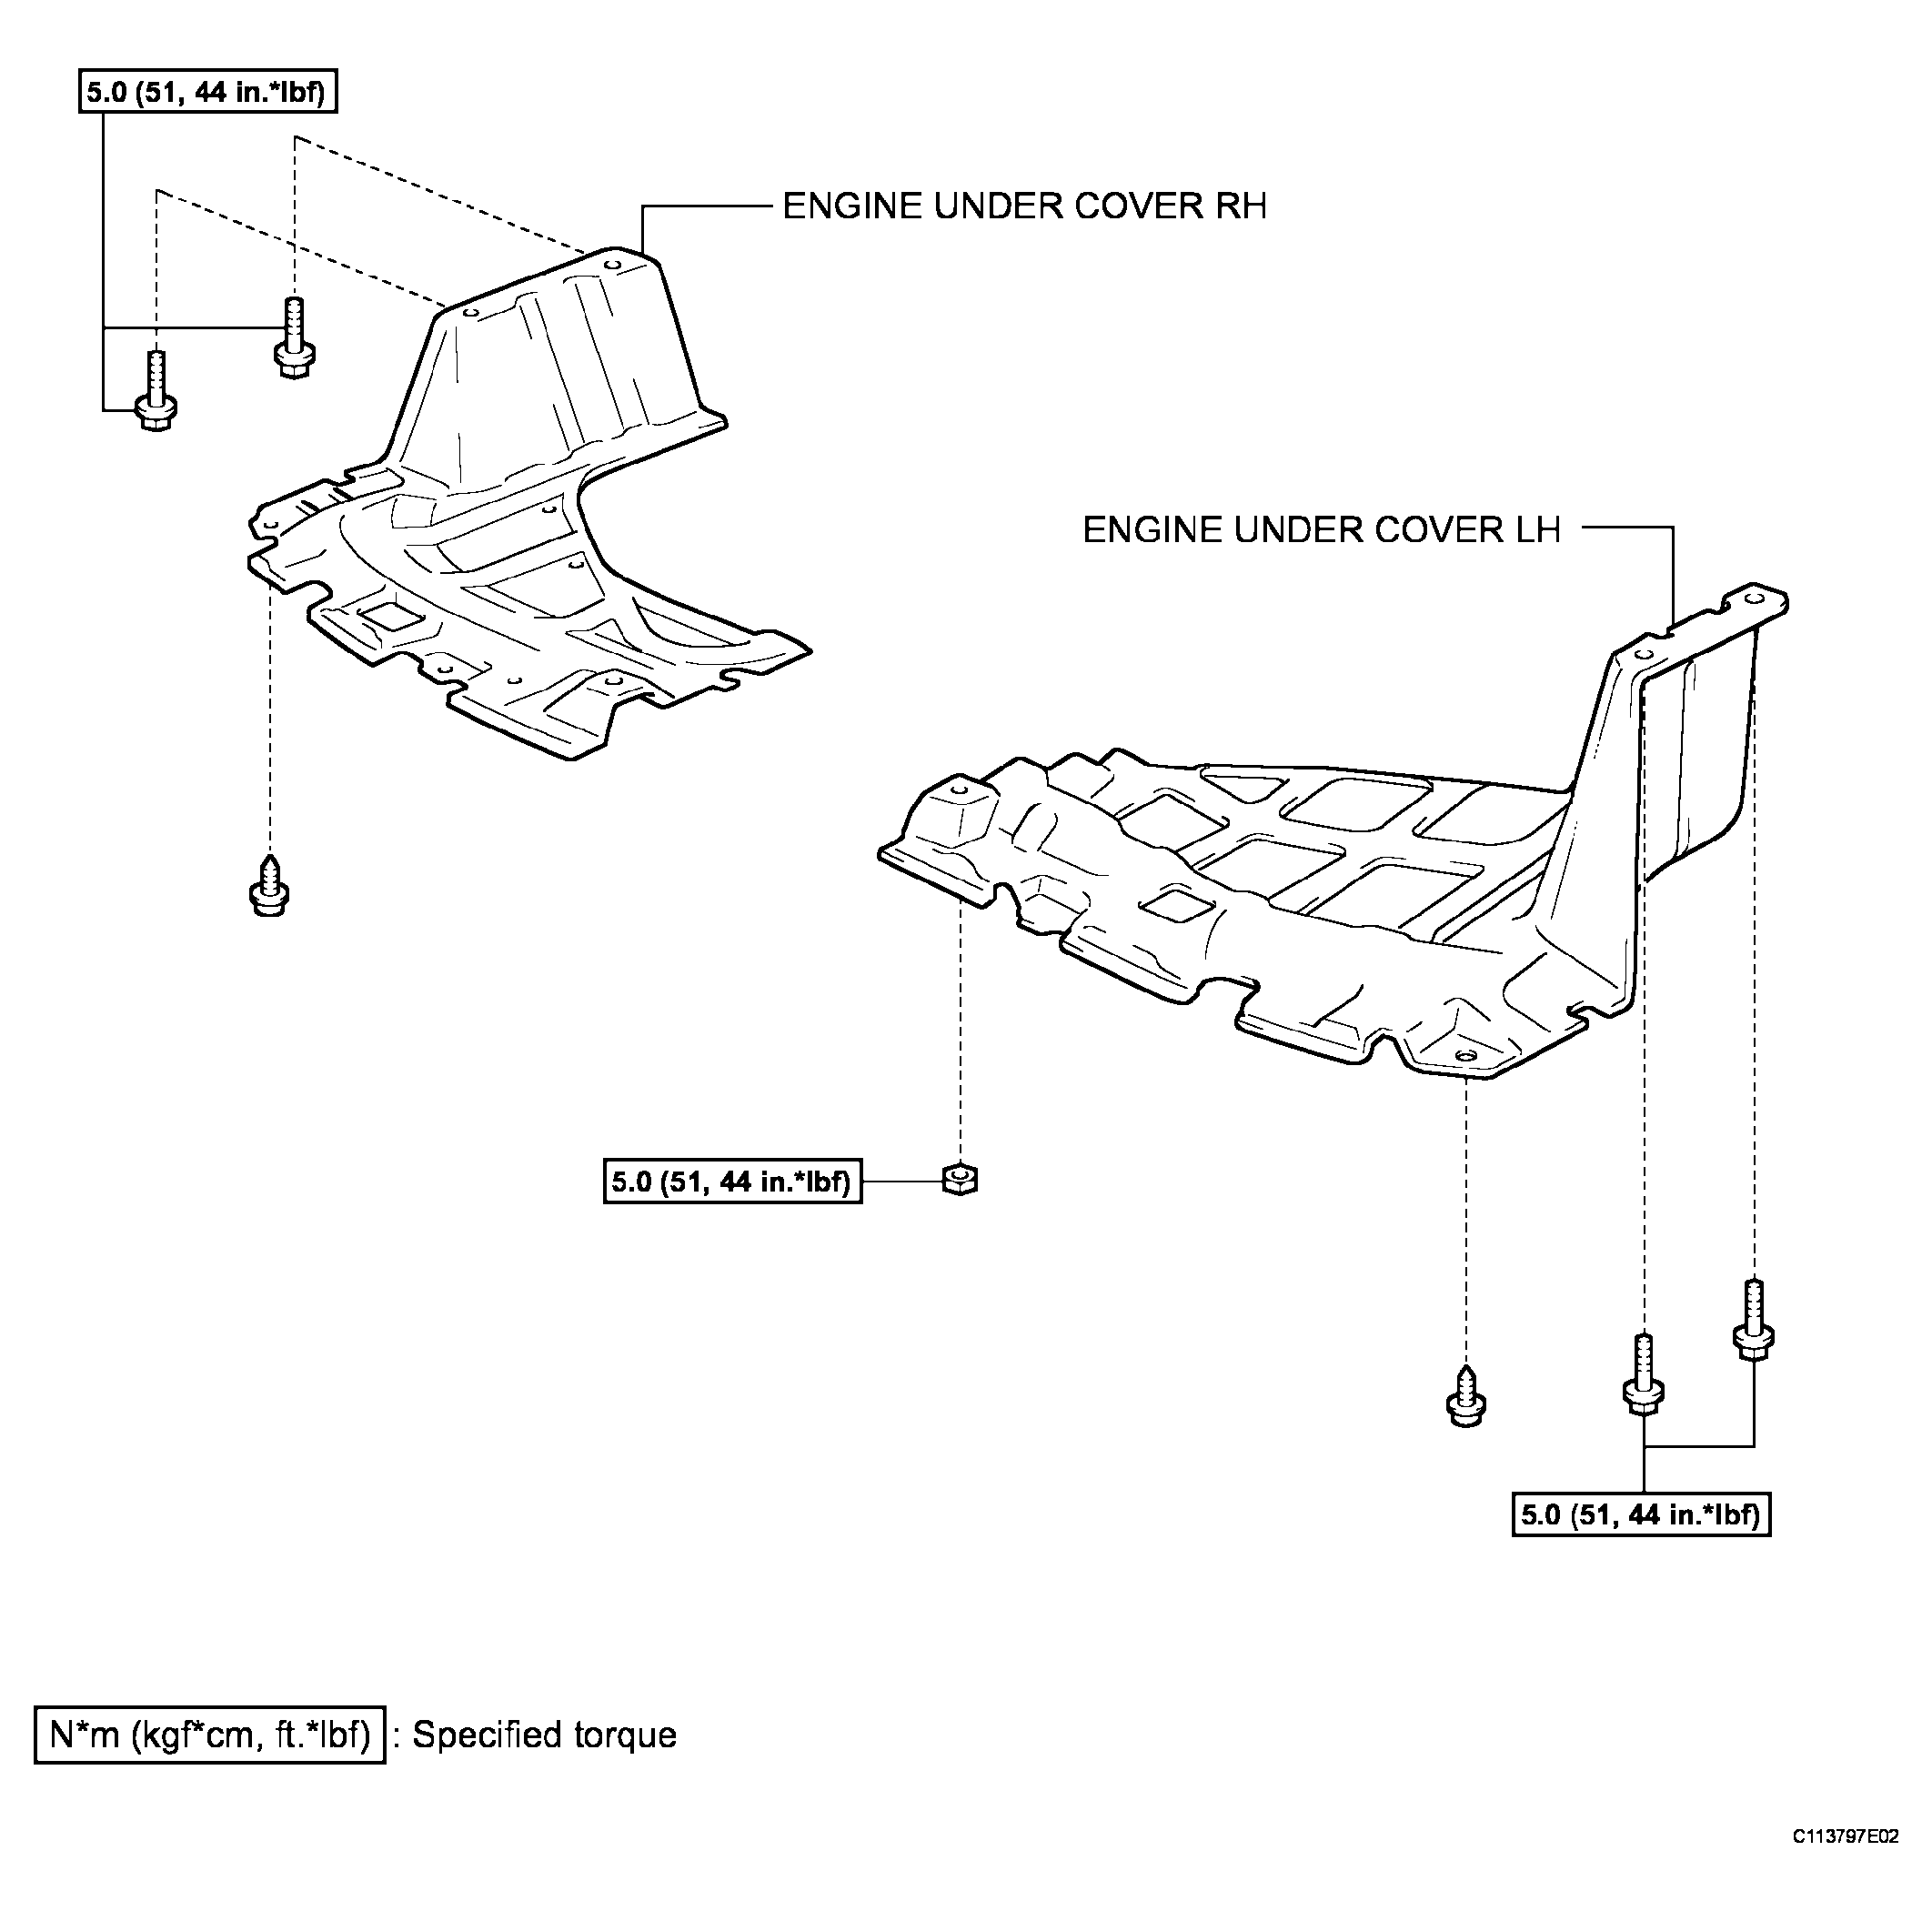 5.0 (51, 44 in.*lbf)
ENGINE UNDER COVER RH
ENGINE UNDER COVER LH
5.0 (51, 44 in.*lbf)
5.0 (51, 44 in.*lbf)
N*m (kgf*cm, ft.*lbf) : Specified torque
C113797E02